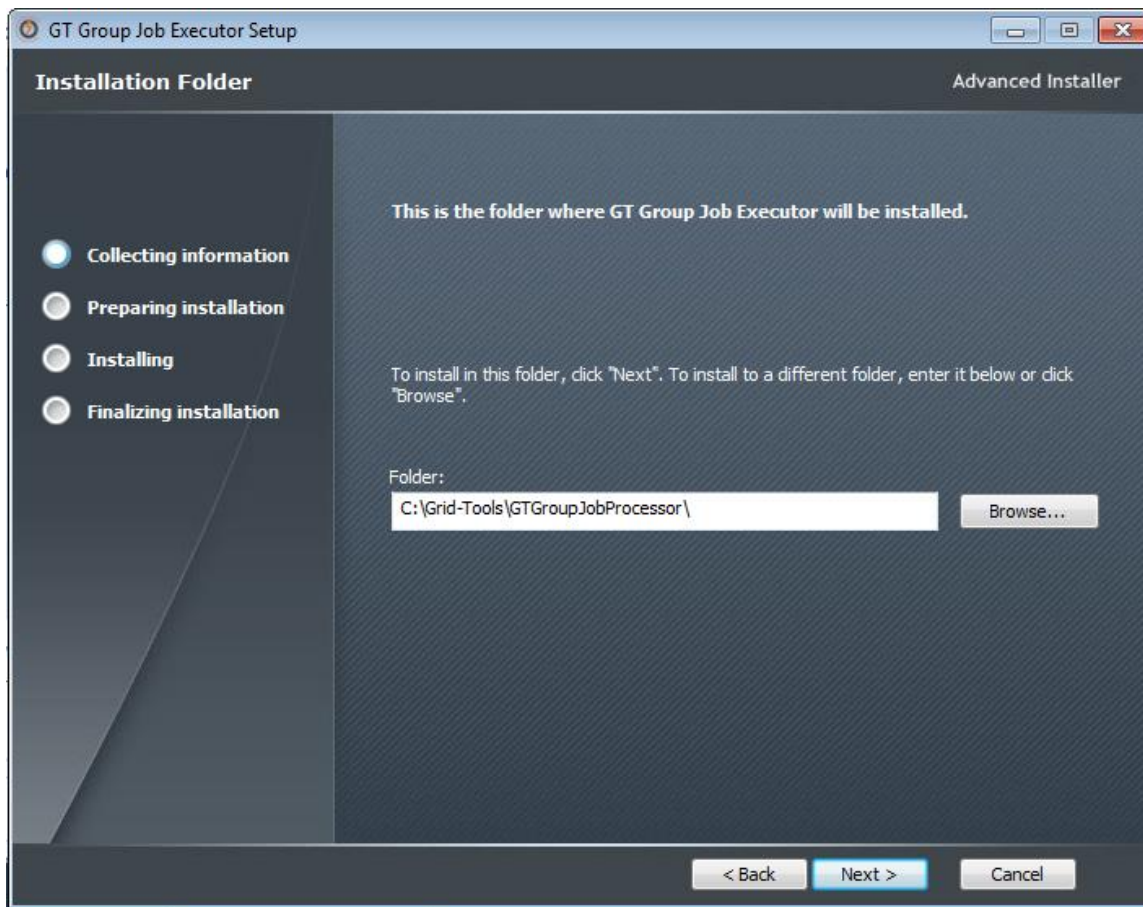 GT Group Job Executor Setup
Installation Folder
Advanced Installer
Collecting information
Preparing installation
Installing
Finalizing installation
This is the folder where GT Group Job Executor will be installed.
To install in this folder, click "Next". To install to a different folder, enter it below or click
"Browse".
Folder:
C:\Grid-Tools\GTGroupJobProcessor\
Browse...
< Back
Next >
Cancel